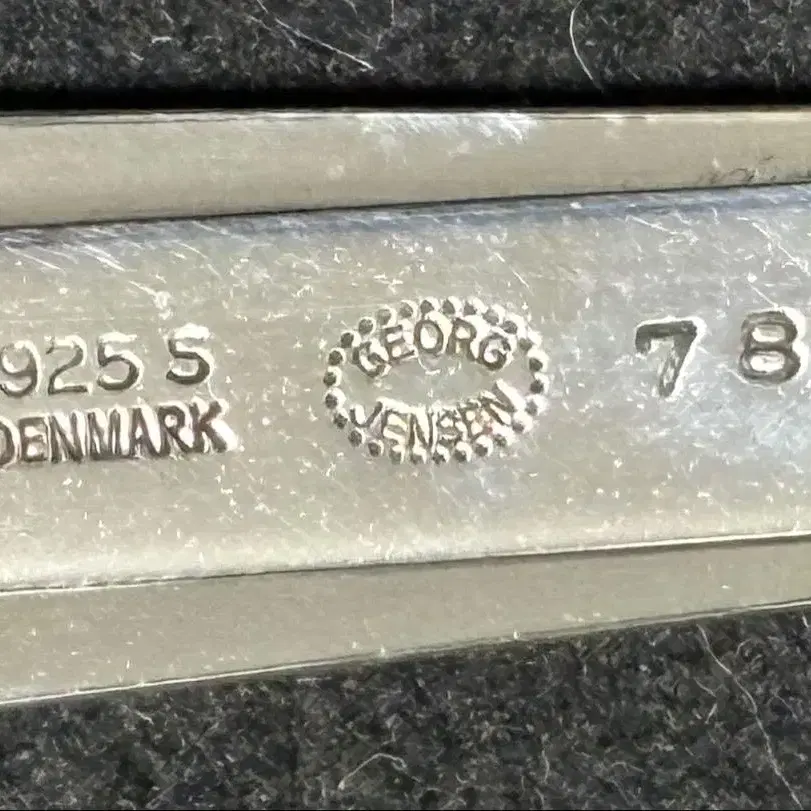 925 S
DENMARK
GEORG
JENSEN
78